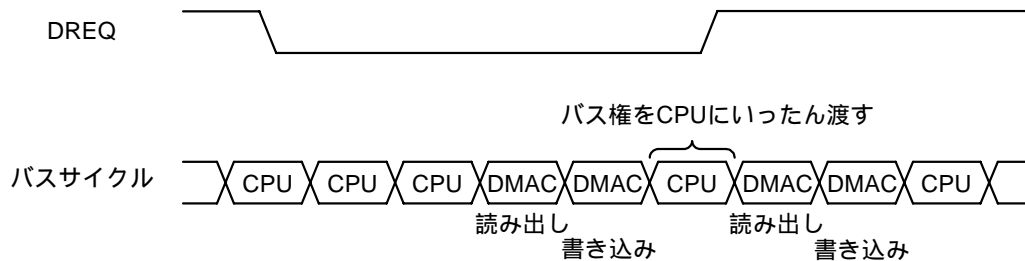 DREQ
バス権をCPUにいったん渡す
バスサイクル CPU CPU CPU DMAC DMAC CPU DMAC DMAC CPU
読み出し 読み出し
書き込み 書き込み